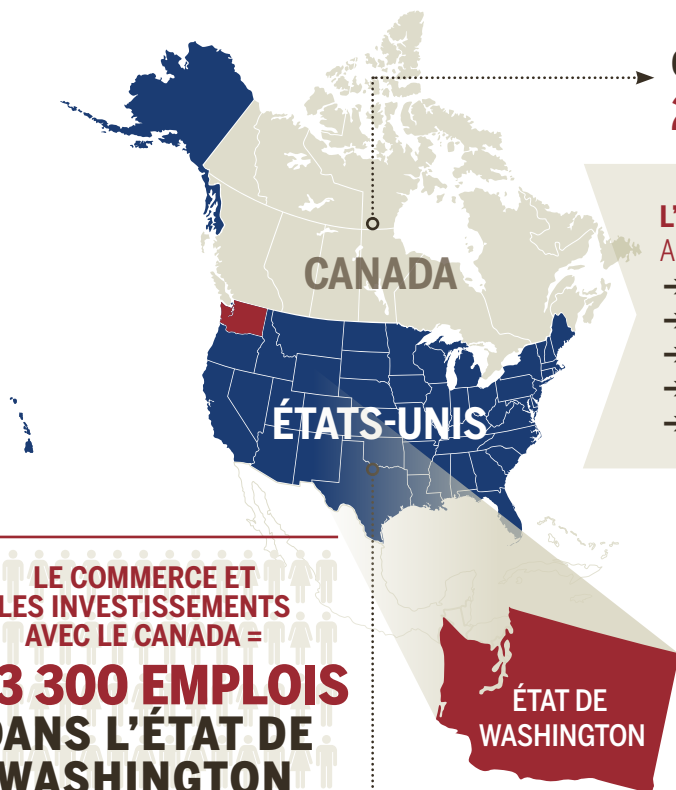 L'
A
CANADA
ÉTATS-UNIS
LE COMMERCE ET
LES INVESTISSEMENTS
AVEC LE CANADA =
3 300 EMPLOIS
DANS L'ÉTAT DE
WASHINGTON
ÉTAT DE
WASHINGTON